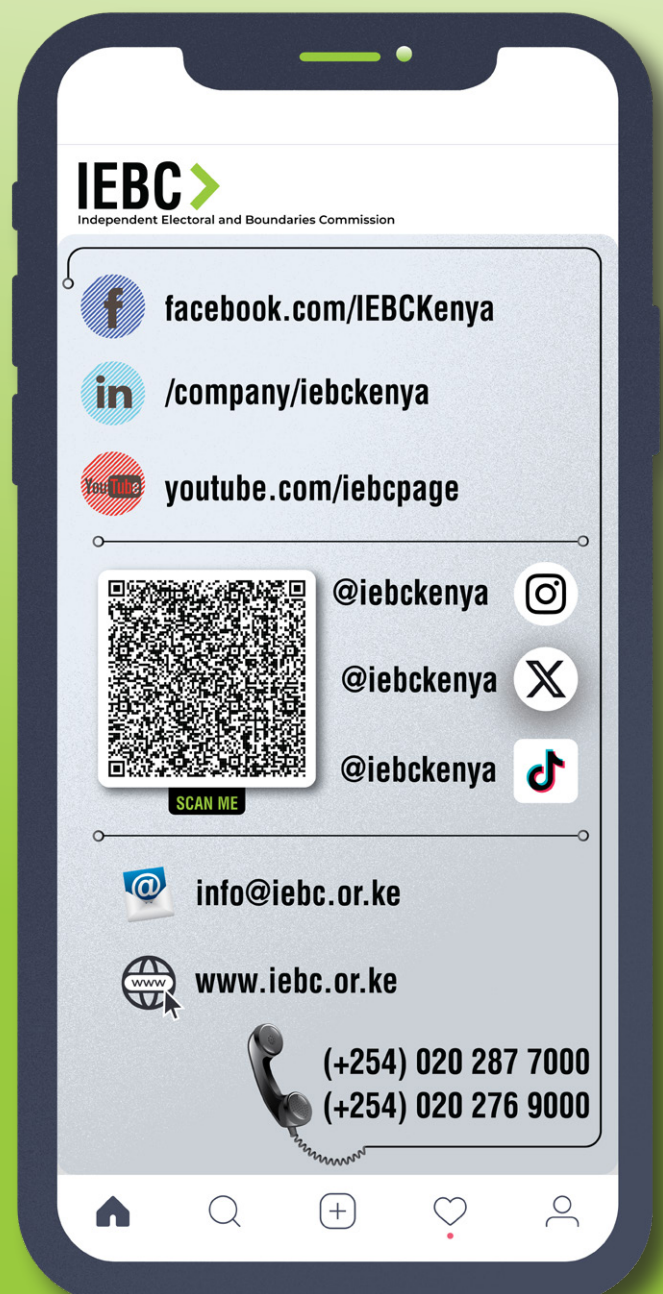 IEBC
Independent Electoral and Boundaries Commission
f facebook.com/IEBCKenya
in /company/iebckenya
YouTube youtube.com/iebcpage
@iebckenya
@iebckenya
@iebckenya
SCAN ME
@ info@iebc.or.ke
www www.iebc.or.ke
(+254) 020 287 7000
(+254) 020 276 9000